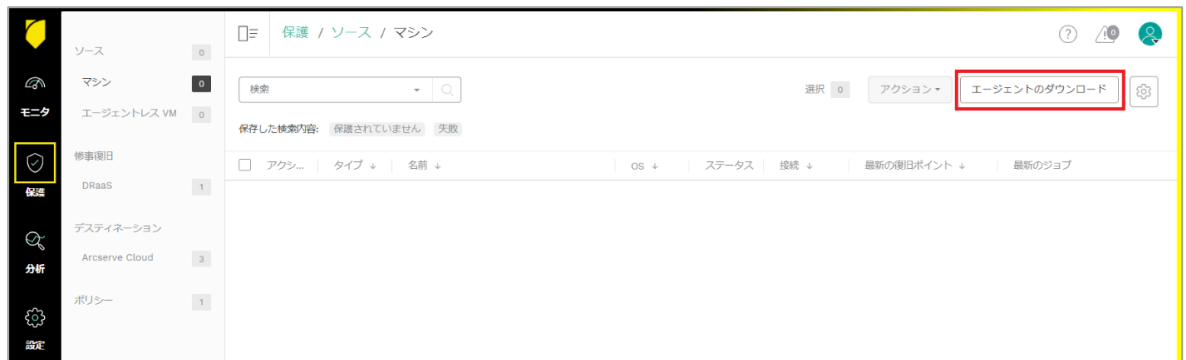 モニタ
保護
分析
設定
ソース 0
マシン 0
エージェントレス VM 0
修事復旧
DRaaS 1
デスティネーション
Arcserve Cloud 3
ポリシー 1
保護 / ソース / マシン
? 0
検索 選択 0 アクション エージェントのダウンロード
保存した検索内容: 保護されていません 失敗
アクシ... タイプ ↓ 名前 ↓ OS ↓ ステータス 接続 ↓ 最新の復旧ポイント ↓ 最新のジョブ